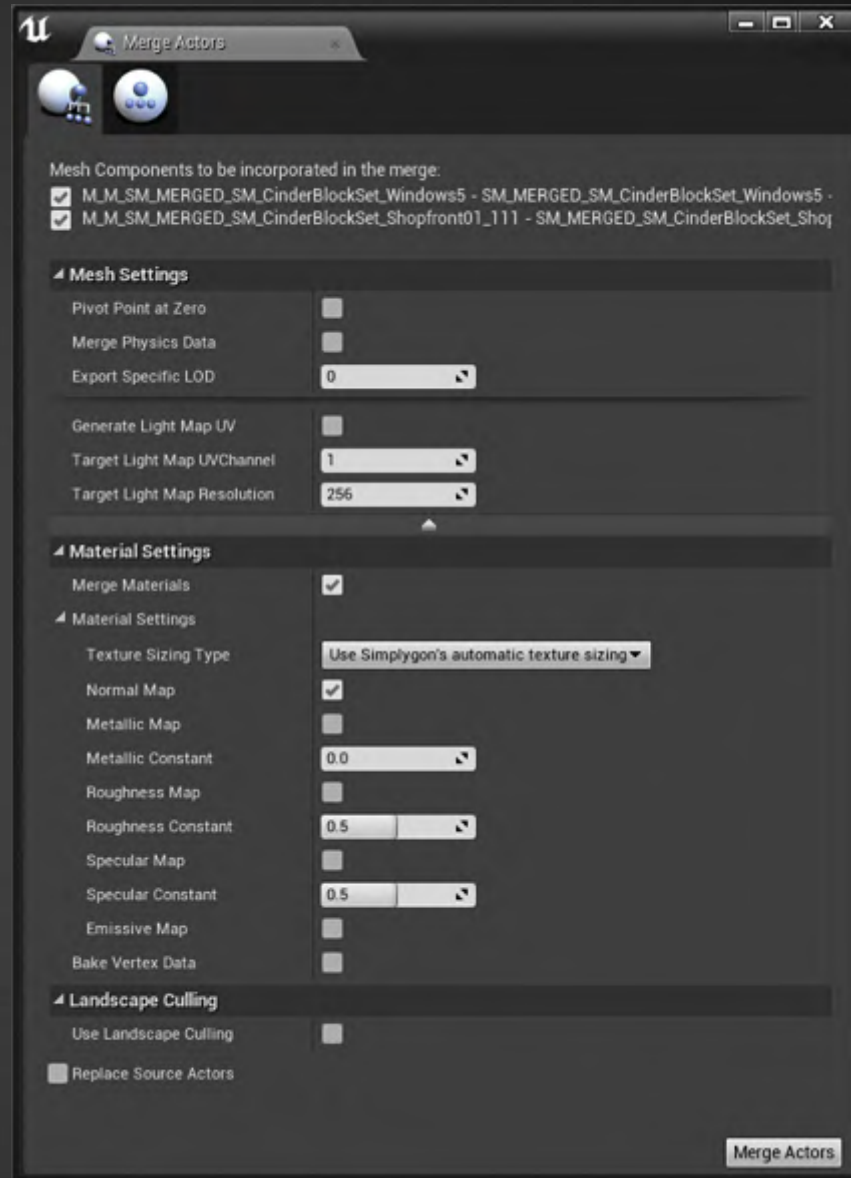 Merge Actors
Mesh Components to be incorporated in the merge:
M_M_SM_MERGED_SM_CinderBlockSet_Windows5 - SM_MERGED_SM_CinderBlockSet_Windows5 -
M_M_SM_MERGED_SM_CinderBlockSet_Shopfront01_111 - SM_MERGED_SM_CinderBlockSet_Shop
Mesh Settings
Pivot Point at Zero
Merge Physics Data
Export Specific LOD 0
Generate Light Map UV
Target Light Map UVChannel 1
Target Light Map Resolution 256
Material Settings
Merge Materials
Material Settings
Texture Sizing Type Use Simplygon's automatic texture sizing
Normal Map
Metallic Map
Metallic Constant 0.0
Roughness Map
Roughness Constant 0.5
Specular Map
Specular Constant 0.5
Emissive Map
Bake Vertex Data
Landscape Culling
Use Landscape Culling
Replace Source Actors
Merge Actors